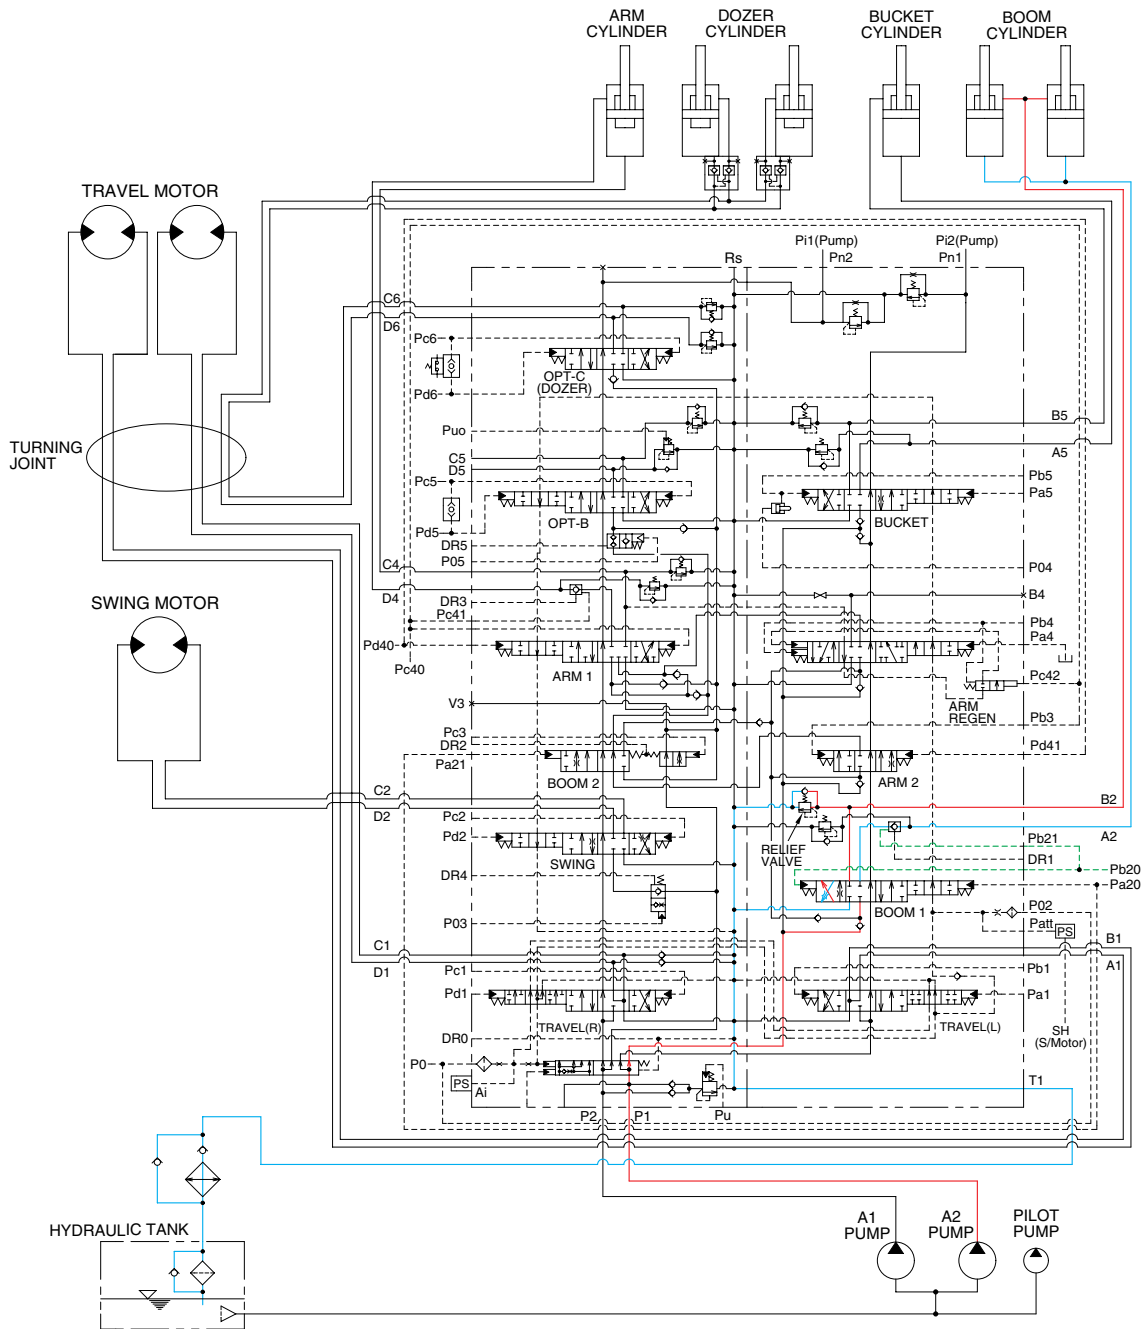 ARM
CYLINDER
DOZER
CYLINDER
BUCKET
CYLINDER
BOOM
CYLINDER
TRAVEL MOTOR
Pi1(Pump)
Pn2
Pi2(Pump)
Pn1
Rs
C6
D6
Pc6
Pd6
OPT-C
(DOZER)
TURNING
JOINT
Puo
C5
D5
Pc5
Pd5
OPT-B
BUCKET
B5
A5
Pb5
Pa5
DR5
P05
P04
C4
D4
DR3
Pc41
B4
Pb4
Pa4
SWING MOTOR
Pd40
Pc40
ARM 1
Pc42
ARM
REGEN
Pb3
V3
Pc3
DR2
Pa21
BOOM 2
ARM 2
Pd41
C2
D2
Pc2
Pd2
SWING
B2
A2
RELIEF
VALVE
Pb21
DR1
Pb20
Pa20
DR4
BOOM 1
P03
P02
Patt
PS
C1
D1
B1
A1
Pc1
Pd1
Pb1
Pa1
TRAVEL(R)
TRAVEL(L)
SH
(S/Motor)
DR0
P0
PS
Ai
T1
P2
P1
Pu
HYDRAULIC TANK
A1
PUMP
A2
PUMP
PILOT
PUMP